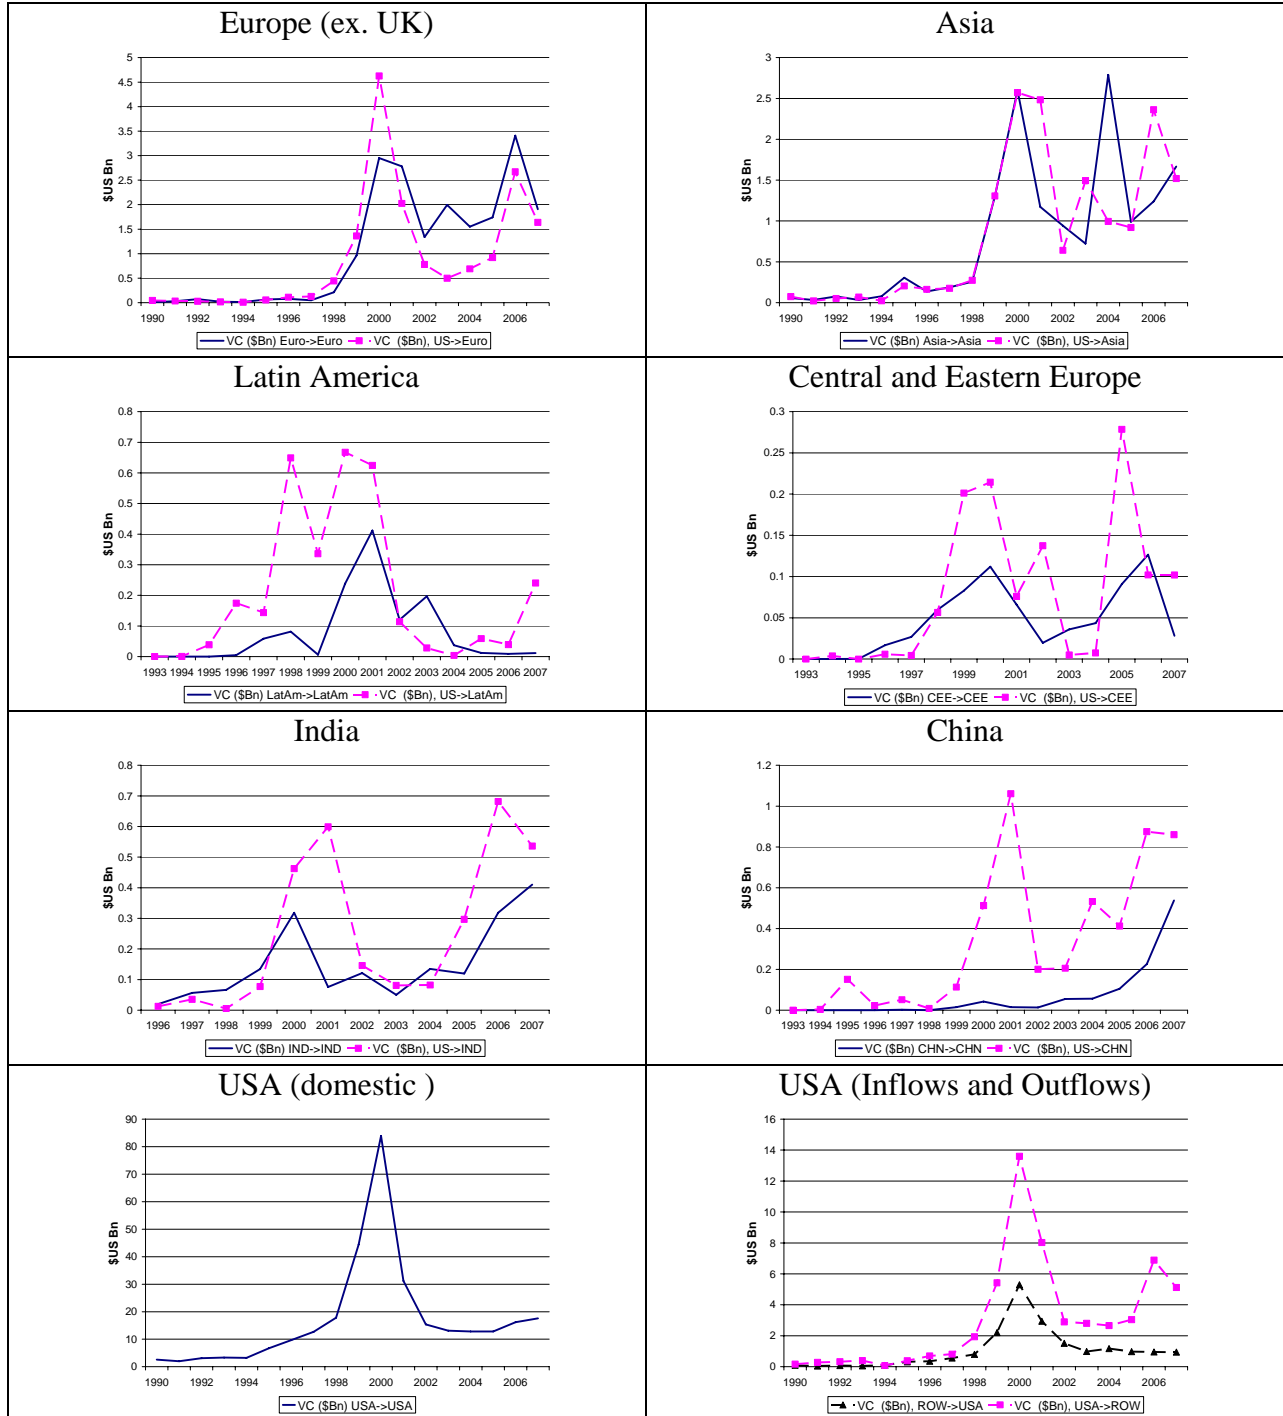 Europe (ex. UK)
5
4.5
4
3.5
3
2.5
2
1.5
1
0.5
0
$US Bn
1990 1992 1994 1996 1998 2000 2002 2004 2006
VC ($Bn) Euro->Euro VC ($Bn), US->Euro
Asia
3
2.5
2
1.5
1
0.5
0
$US Bn
1990 1992 1994 1996 1998 2000 2002 2004 2006
VC ($Bn) Asia->Asia VC ($Bn), US->Asia
Latin America
0.8
0.7
0.6
0.5
0.4
0.3
0.2
0.1
0
$US Bn
1993 1994 1995 1996 1997 1998 1999 2000 2001 2002 2003 2004 2005 2006 2007
VC ($Bn) LatAm->LatAm VC ($Bn), US->LatAm
Central and Eastern Europe
0.3
0.25
0.2
0.15
0.1
0.05
0
$US Bn
1993 1995 1997 1999 2001 2003 2005 2007
VC ($Bn) CEE->CEE VC ($Bn), US->CEE
India
0.8
0.7
0.6
0.5
0.4
0.3
0.2
0.1
0
$US Bn
1996 1997 1998 1999 2000 2001 2002 2003 2004 2005 2006 2007
VC ($Bn) IND->IND VC ($Bn), US->IND
China
1.2
1
0.8
0.6
0.4
0.2
0
$US Bn
1993 1994 1995 1996 1997 1998 1999 2000 2001 2002 2003 2004 2005 2006 2007
VC ($Bn) CHN->CHN VC ($Bn), US->CHN
USA (domestic )
90
80
70
60
50
40
30
20
10
0
$US Bn
1990 1992 1994 1996 1998 2000 2002 2004 2006
VC ($Bn) USA->USA
USA (Inflows and Outflows)
16
14
12
10
8
6
4
2
0
$US Bn
1990 1992 1994 1996 1998 2000 2002 2004 2006
VC ($Bn), ROW->USA VC ($Bn), USA->ROW